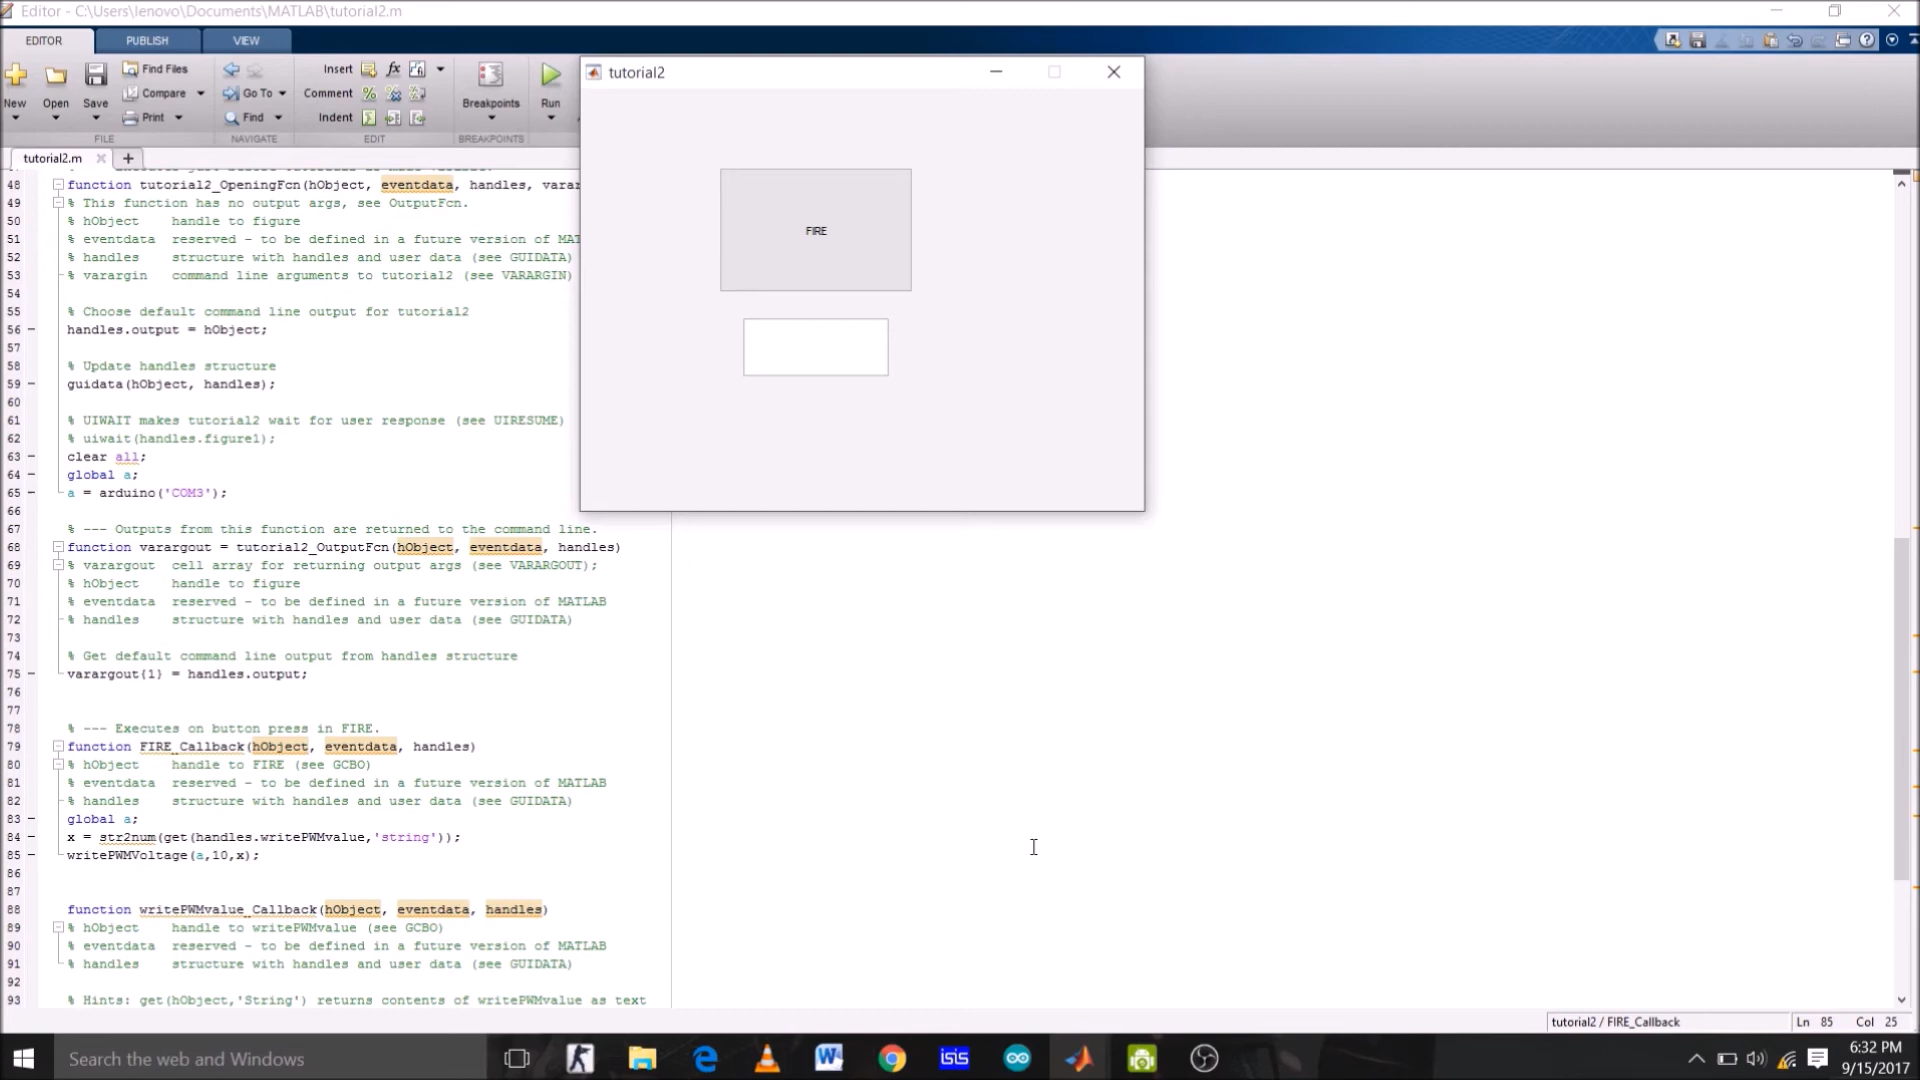 Editor - C:\Users\lenovo\Documents\MATLAB\tutorial2.m
EDITOR PUBLISH VIEW
New Open Save Find Files Compare Print
FILE
Go To Find
NAVIGATE
Insert fx
Comment
Indent
EDIT
Breakpoints
BREAKPOINTS
Run
tutorial2.m
tutorial2
FIRE
48 function tutorial2_OpeningFcn(hObject, eventdata, handles, varar
49 % This function has no output args, see OutputFcn.
50 % hObject    handle to figure
51 % eventdata  reserved - to be defined in a future version of MAT
52 % handles    structure with handles and user data (see GUIDATA)
53 % varargin   command line arguments to tutorial2 (see VARARGIN)
54
55 % Choose default command line output for tutorial2
56 handles.output = hObject;
57
58 % Update handles structure
59 guidata(hObject, handles);
60
61 % UIWAIT makes tutorial2 wait for user response (see UIRESUME)
62 % uiwait(handles.figure1);
63 clear all;
64 global a;
65 a = arduino('COM3');
66
67 % --- Outputs from this function are returned to the command line.
68 function varargout = tutorial2_OutputFcn(hObject, eventdata, handles)
69 % varargout  cell array for returning output args (see VARARGOUT);
70 % hObject    handle to figure
71 % eventdata  reserved - to be defined in a future version of MATLAB
72 % handles    structure with handles and user data (see GUIDATA)
73
74 % Get default command line output from handles structure
75 varargout{1} = handles.output;
76
77
78 % --- Executes on button press in FIRE.
79 function FIRE_Callback(hObject, eventdata, handles)
80 % hObject    handle to FIRE (see GCBO)
81 % eventdata  reserved - to be defined in a future version of MATLAB
82 % handles    structure with handles and user data (see GUIDATA)
83 global a;
84 x = str2num(get(handles.writePWMvalue,'string'));
85 writePWMVoltage(a,10,x);
86
87
88 function writePWMvalue_Callback(hObject, eventdata, handles)
89 % hObject    handle to writePWMvalue (see GCBO)
90 % eventdata  reserved - to be defined in a future version of MATLAB
91 % handles    structure with handles and user data (see GUIDATA)
92
93 % Hints: get(hObject,'String') returns contents of writePWMvalue as text
tutorial2 / FIRE_Callback Ln 85 Col 25
Search the web and Windows
isis
6:32 PM
9/15/2017